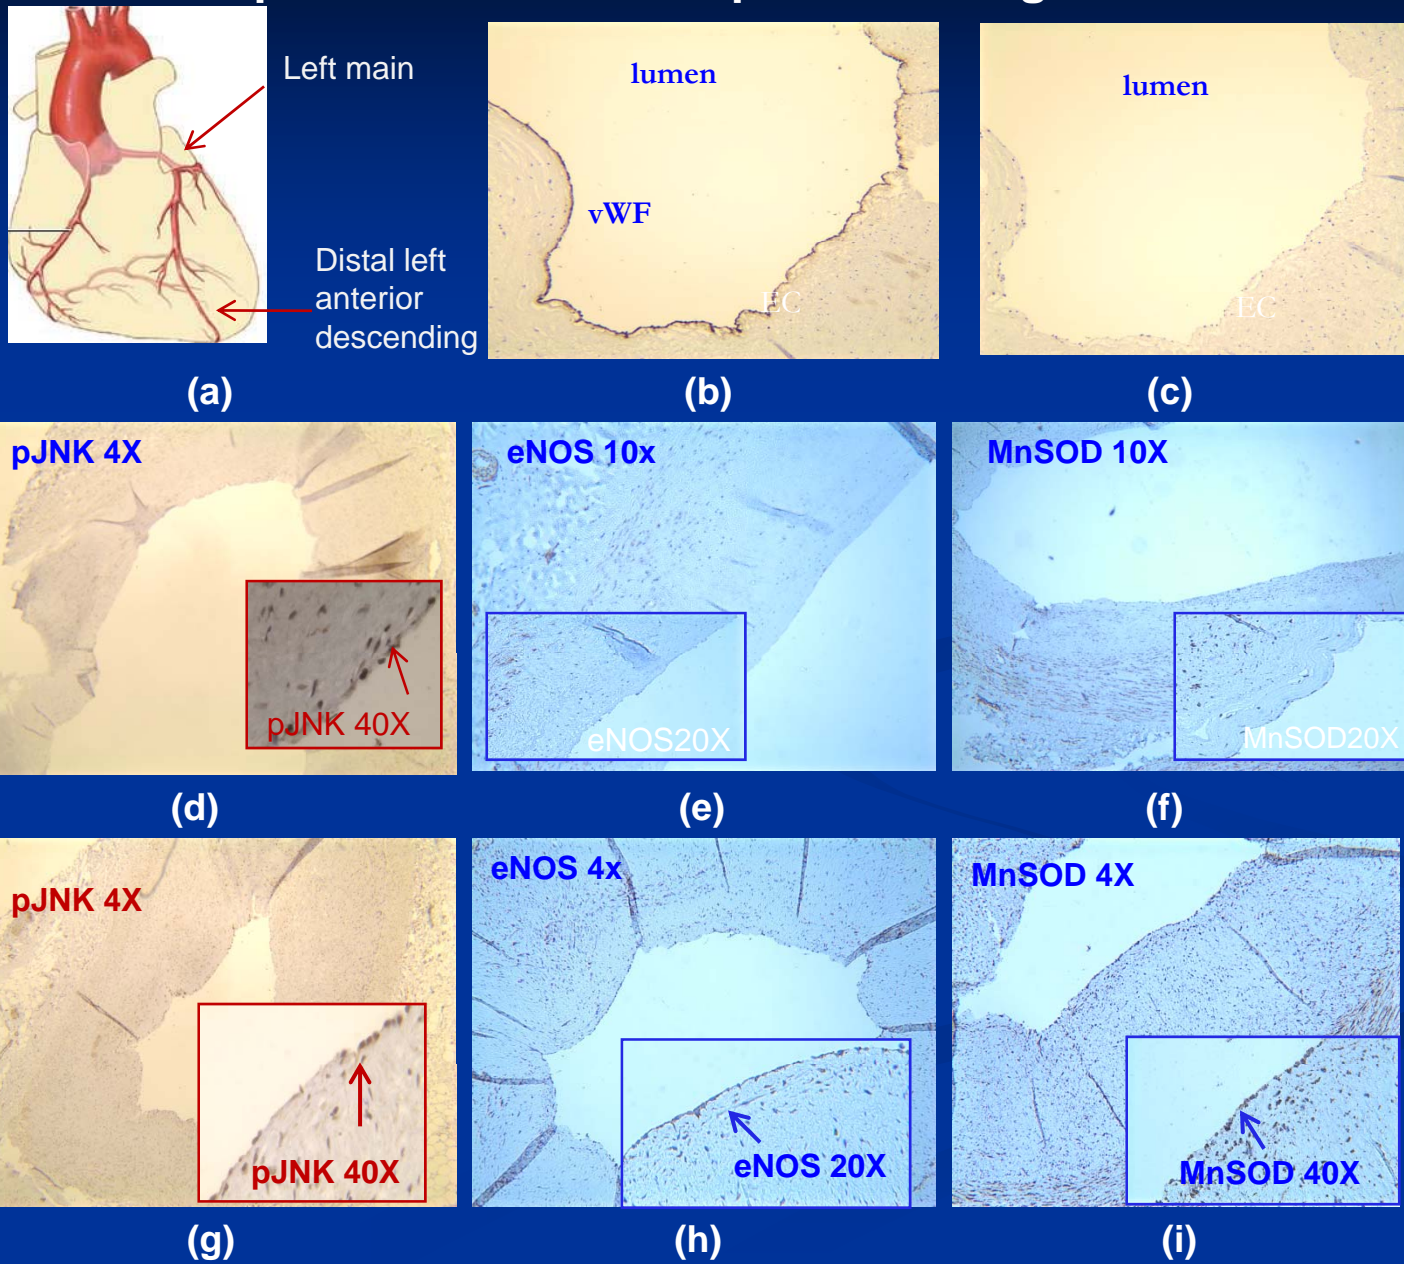 Left main
Distal left
anterior
descending
(a)
lumen
vWF
EC
(b)
lumen
EC
(c)
pJNK 4X
pJNK 40X
(d)
eNOS 10x
eNOS20X
(e)
MnSOD 10X
MnSOD20X
(f)
pJNK 4X
pJNK 40X
(g)
eNOS 4x
eNOS 20X
(h)
MnSOD 4X
MnSOD 40X
(i)